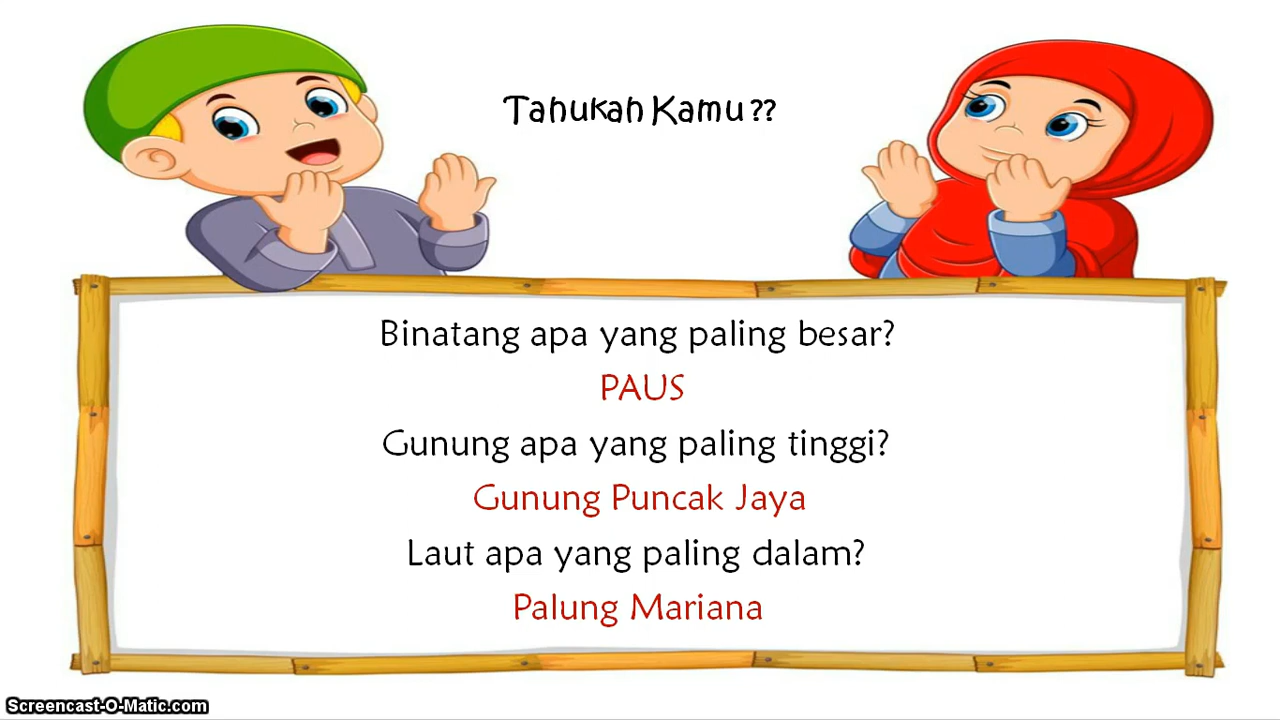 Tahukah Kamu??
Binatang apa yang paling besar?
PAUS
Gunung apa yang paling tinggi?
Gunung Puncak Jaya
Laut apa yang paling dalam?
Palung Mariana
Screencast-O-Matic.com